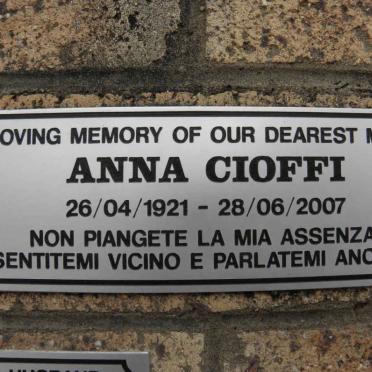 OVING MEMORY OF OUR DEAREST M
ANNA CIOFFI
26/04/1921 - 28/06/2007
NON PIANGETE LA MIA ASSENZA
SENTITEMI VICINO E PARLATEMI ANC